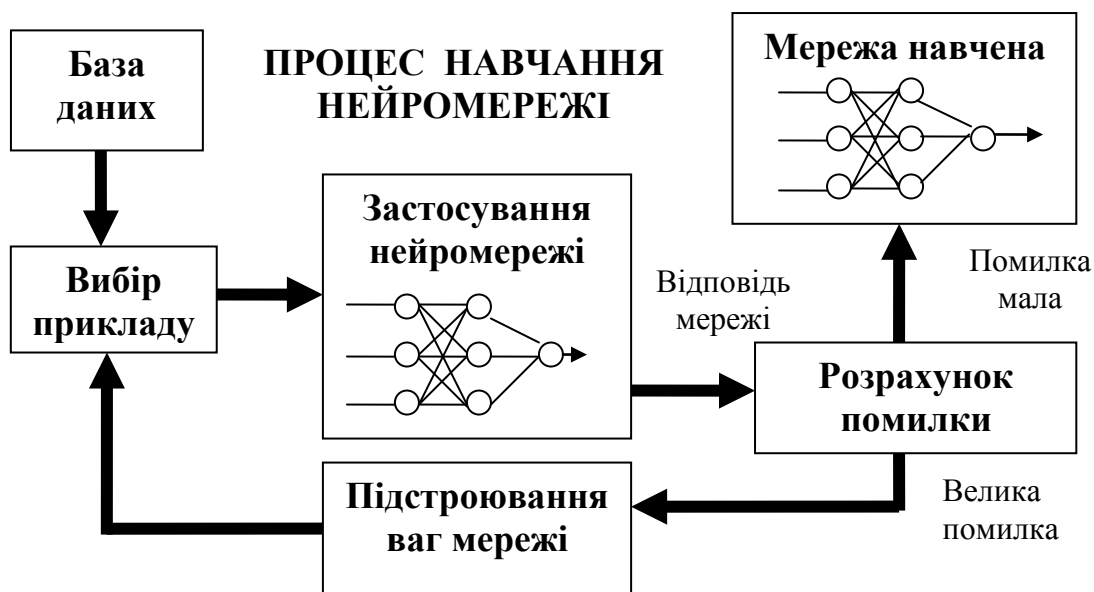 База
даних
ПРОЦЕС НАВЧАННЯ
НЕЙРОМЕРЕЖІ
Мережа навчена
Застосування
нейромережі
Вибір
прикладу
Відповідь
мережі
Помилка
мала
Розрахунок
помилки
Підстроювання
ваг мережі
Велика
помилка